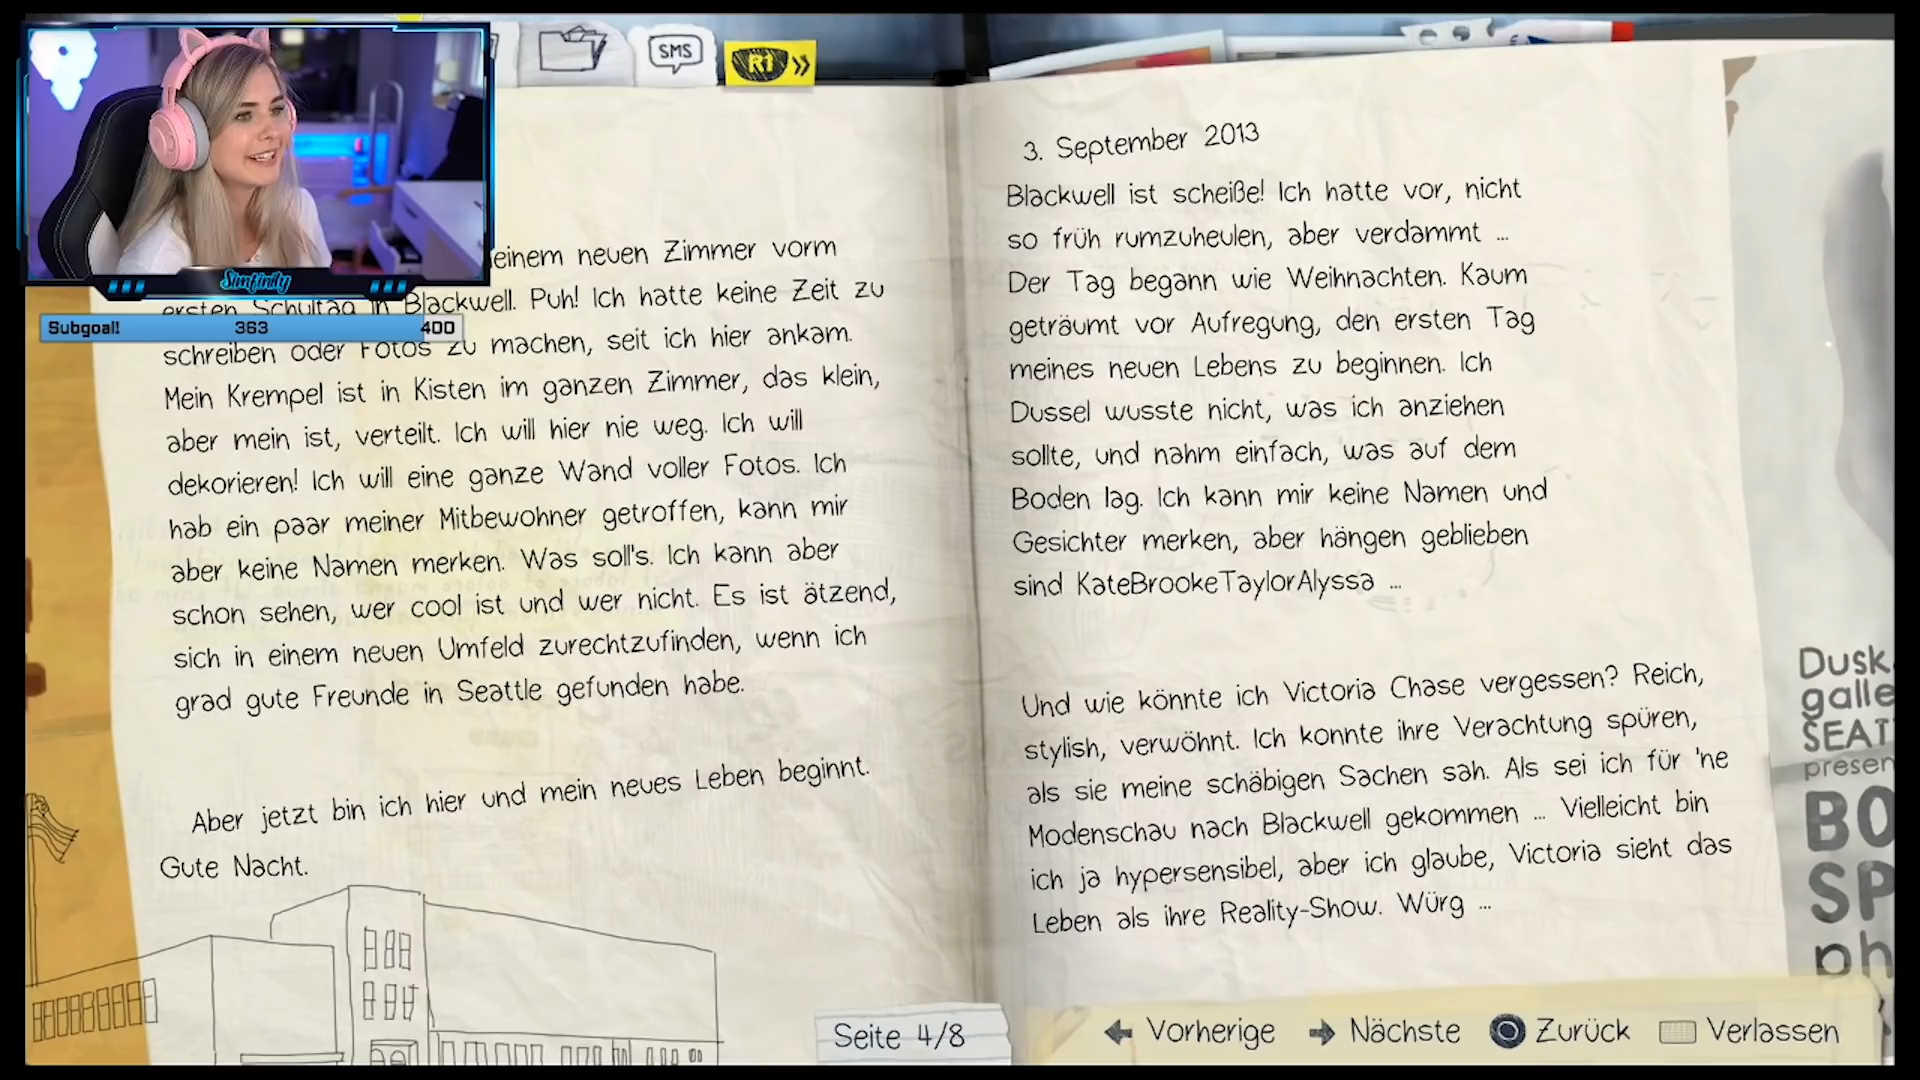 SMS
R1
Simfinity
Subgoal! 363 400
neuen Zimmer vorm
ersten Schultag in Blackwell. Puh! Ich hatte keine Zeit zu
schreiben oder Fotos zu machen, seit ich hier ankam.
Mein Krempel ist in Kisten im ganzen Zimmer, das klein,
aber mein ist, verteilt. Ich will hier nie weg. Ich will
dekorieren! Ich will eine ganze Wand voller Fotos. Ich
hab ein paar meiner Mitbewohner getroffen, kann mir
aber keine Namen merken. Was soll's. Ich kann aber
schon sehen, wer cool ist und wer nicht. Es ist ätzend,
sich in einem neuen Umfeld zurechtzufinden, wenn ich
grad gute Freunde in Seattle gefunden habe.
Aber jetzt bin ich hier und mein neues Leben beginnt.
Gute Nacht.
3. September 2013
Blackwell ist scheiße! Ich hatte vor, nicht
so früh rumzuheulen, aber verdammt ...
Der Tag begann wie Weihnachten. Kaum
geträumt vor Aufregung, den ersten Tag
meines neuen Lebens zu beginnen. Ich
Dussel wusste nicht, was ich anziehen
sollte, und nahm einfach, was auf dem
Boden lag. Ich kann mir keine Namen und
Gesichter merken, aber hängen geblieben
sind KateBrookeTaylorAlyssa ...
Und wie könnte ich Victoria Chase vergessen? Reich,
stylish, verwöhnt. Ich konnte ihre Verachtung spüren,
als sie meine schäbigen Sachen sah. Als sei ich für 'ne
Modenschau nach Blackwell gekommen ... Vielleicht bin
ich ja hypersensibel, aber ich glaube, Victoria sieht das
Leben als ihre Reality-Show. Würg ...
Dusk
galle
SEAT
presen
BO
SP
ph
Seite 4/8
Vorherige Nächste Zurück Verlassen